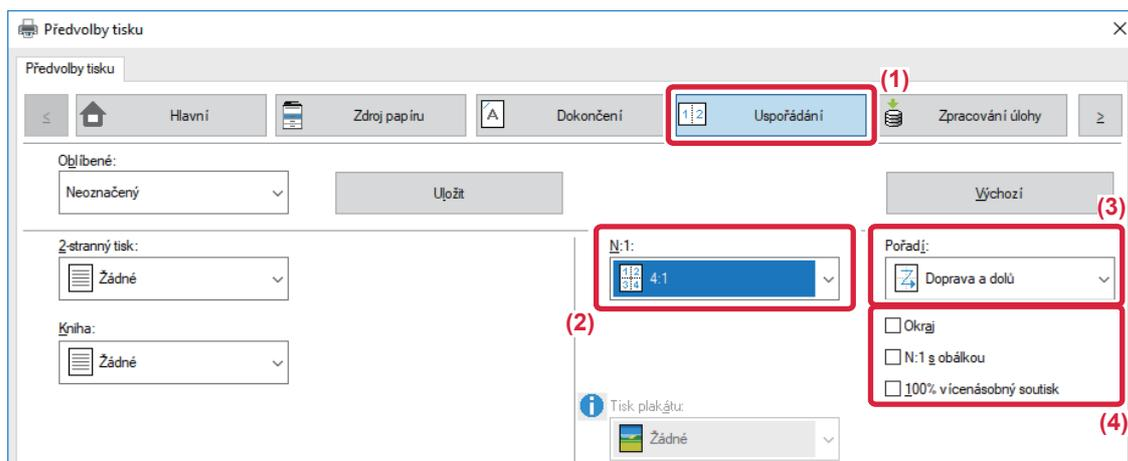 Předvolby tisku
Předvolby tisku
(1)
≤ Hlavní Zdroj papíru Dokončení Uspořádání Zpracování úlohy ≥
Oblíbené:
Neoznačený Uložit Výchozí
(3)
2-stranný tisk: N:1: Pořadí:
Žádné 4:1 Doprava a dolů
(2)
Kniha: Okraj
Žádné N:1 s obálkou
100% vícenásobný soutisk
Tisk plakátu: (4)
Žádné